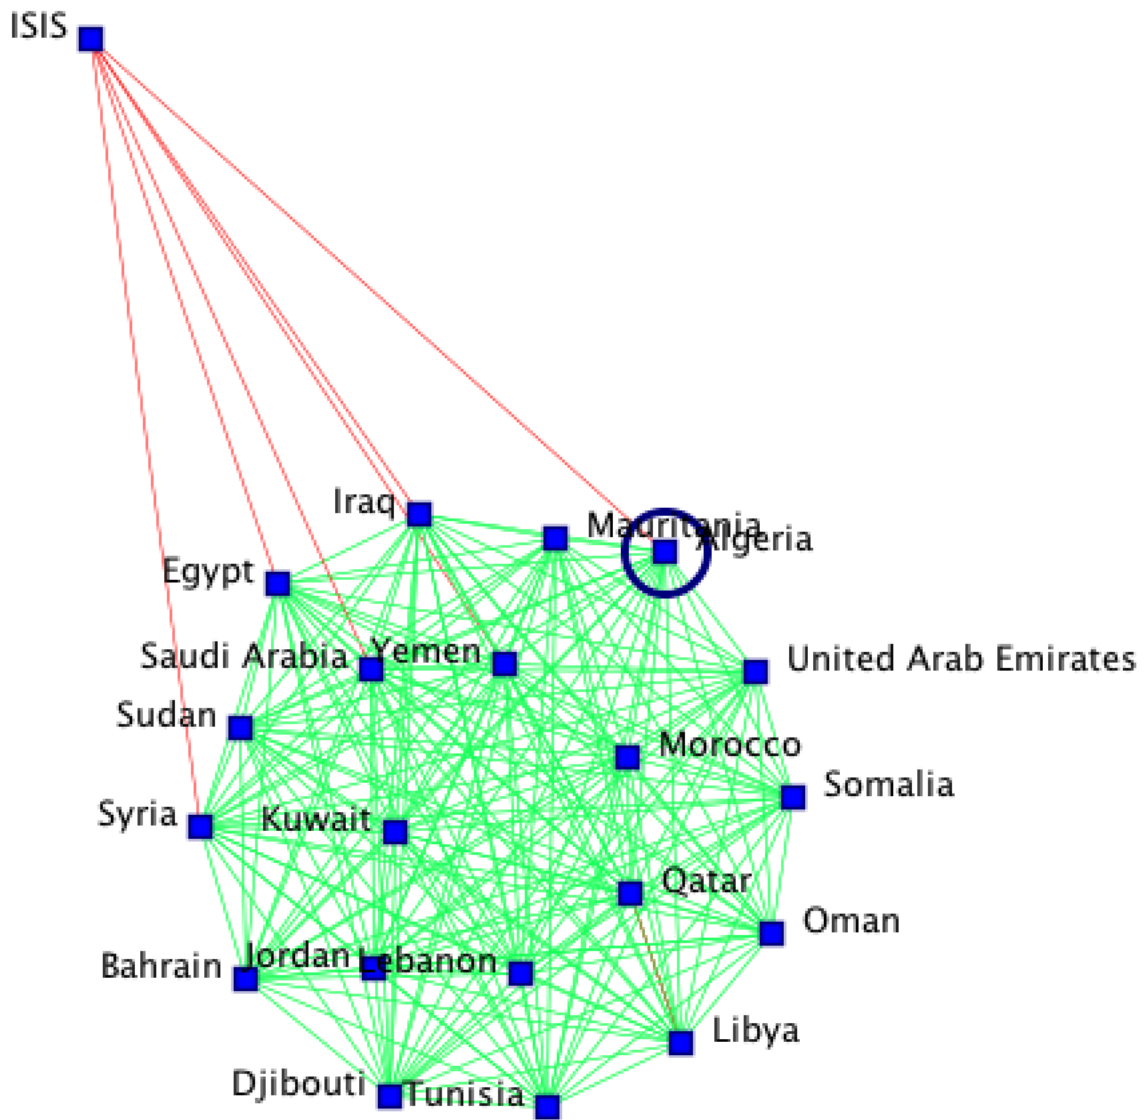 ISIS
Iraq
Mauritania
Algeria
Egypt
Saudi Arabia
Yemen
United Arab Emirates
Sudan
Morocco
Somalia
Syria
Kuwait
Qatar
Oman
Bahrain
Jordan
Lebanon
Libya
Djibouti
Tunisia